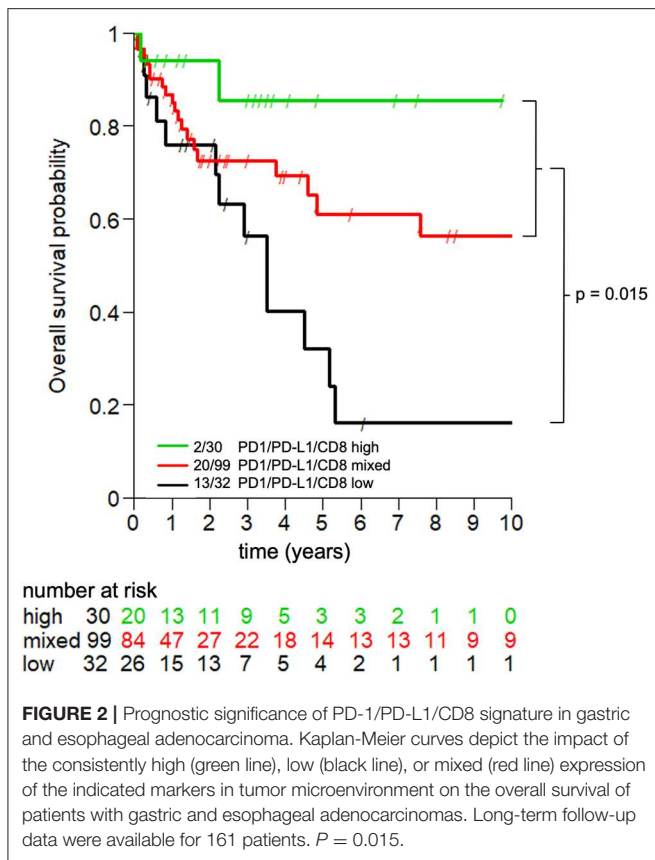 Overall survival probability
1
0.8
0.6
0.4
0.2
0
p = 0.015
2/30 PD1/PD-L1/CD8 high
20/99 PD1/PD-L1/CD8 mixed
13/32 PD1/PD-L1/CD8 low
0 1 2 3 4 5 6 7 8 9 10
time (years)
number at risk
high 30 20 13 11 9 5 3 3 2 1 1 0
mixed 99 84 47 27 22 18 14 13 13 11 9 9
low 32 26 15 13 7 5 4 2 1 1 1 1
FIGURE 2 | Prognostic significance of PD-1/PD-L1/CD8 signature in gastric
and esophageal adenocarcinoma. Kaplan-Meier curves depict the impact of
the consistently high (green line), low (black line), or mixed (red line) expression
of the indicated markers in tumor microenvironment on the overall survival of
patients with gastric and esophageal adenocarcinomas. Long-term follow-up
data were available for 161 patients. P = 0.015.